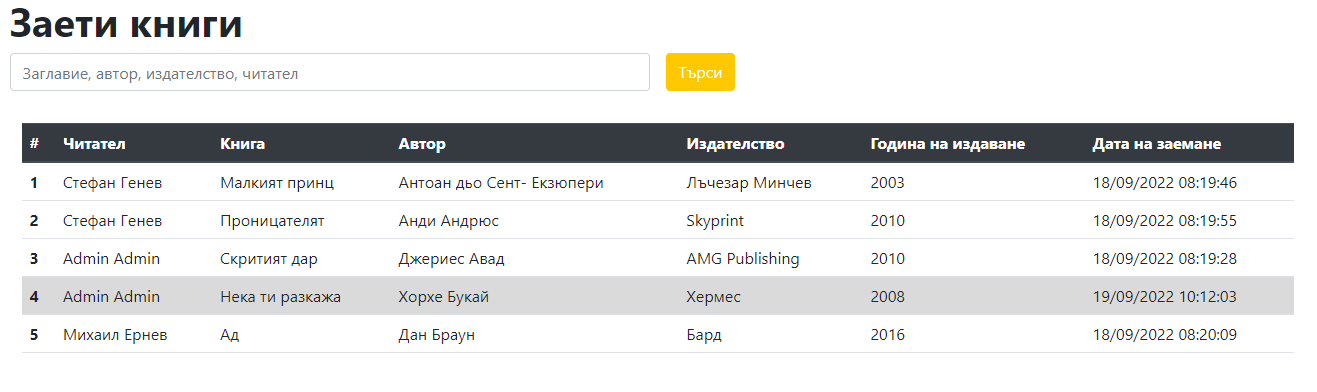 Заети книги
Заглавие, автор, издателство, читател Търси
# Читател Книга Автор Издателство Година на издаване Дата на заемане
1 Стефан Генев Малкият принц Антоан дьо Сент- Екзюпери Лъчезар Минчев 2003 18/09/2022 08:19:46
2 Стефан Генев Проницателят Анди Андрюс Skyprint 2010 18/09/2022 08:19:55
3 Admin Admin Скритият дар Джериес Авад AMG Publishing 2010 18/09/2022 08:19:28
4 Admin Admin Нека ти разкажа Хорхе Букай Хермес 2008 19/09/2022 10:12:03
5 Михаил Ернев Ад Дан Браун Бард 2016 18/09/2022 08:20:09